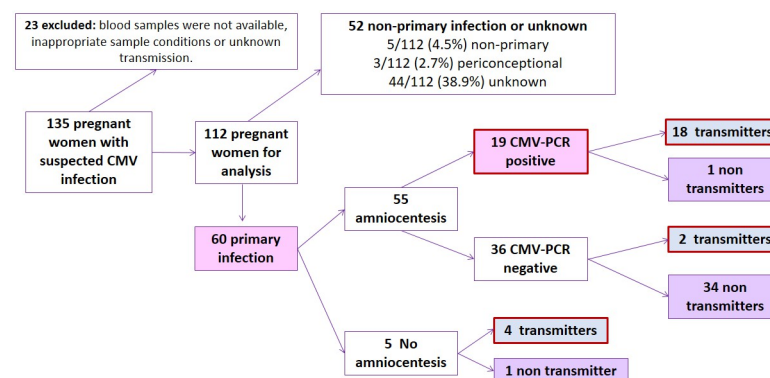 23 excluded: blood samples were not available,
inappropriate sample conditions or unknown
transmission.
52 non-primary infection or unknown
5/112 (4.5%) non-primary
3/112 (2.7%) periconceptional
44/112 (38.9%) unknown
135 pregnant
women with
suspected CMV
infection
112 pregnant
women for
analysis
19 CMV-PCR
positive
18 transmitters
1 non
transmitters
55
amniocentesis
60 primary
infection
36 CMV-PCR
negative
2 transmitters
34 non
transmitters
5 No
amniocentesis
4 transmitters
1 non transmitter